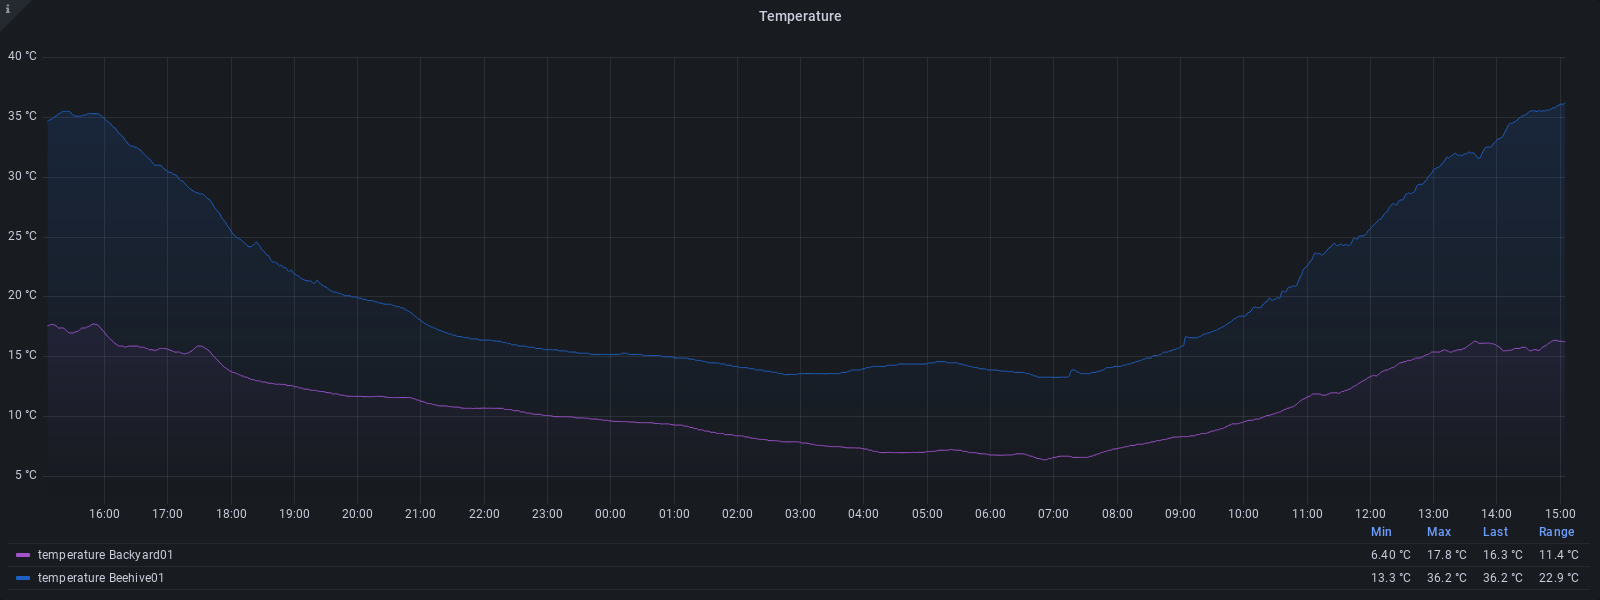 i
Temperature
40 °C
35 °C
30 °C
25 °C
20 °C
15 °C
10 °C
5 °C
16:00 17:00 18:00 19:00 20:00 21:00 22:00 23:00 00:00 01:00 02:00 03:00 04:00 05:00 06:00 07:00 08:00 09:00 10:00 11:00 12:00 13:00 14:00 15:00
Min Max Last Range
temperature Backyard01 6.40 °C 17.8 °C 16.3 °C 11.4 °C
temperature Beehive01 13.3 °C 36.2 °C 36.2 °C 22.9 °C